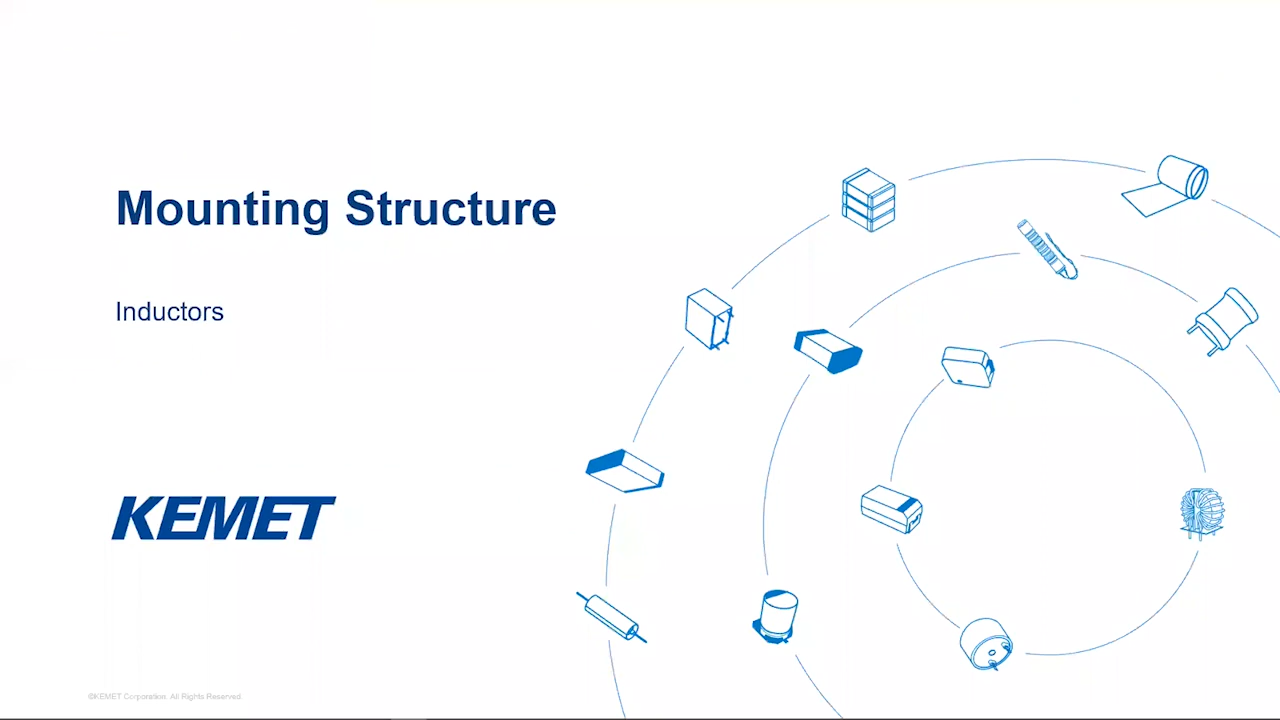 Mounting Structure
Inductors
KEMET
©KEMET Corporation. All Rights Reserved.